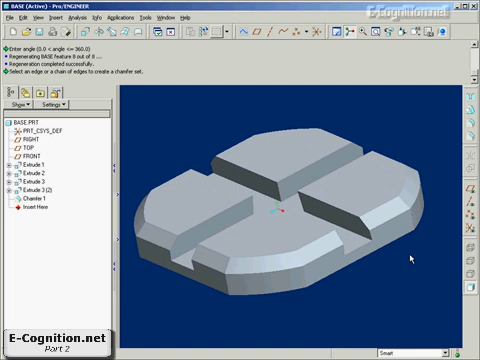 BASE (Active) - Pro/ENGINEER
E-Cognition.net
File Edit View Insert Analysis Info Applications Tools Window Help
Enter angle (0.0 < angle <= 360.0)
Regenerating BASE feature 8 out of 8 ...
Regeneration completed successfully.
Select an edge or a chain of edges to create a chamfer set.
Show Settings
BASE.PRT
PRT_CSYS_DEF
RIGHT
TOP
FRONT
Extrude 1
Extrude 2
Extrude 3
Extrude 3 (2)
Chamfer 1
Insert Here
E-Cognition.net
Part 2
Smart